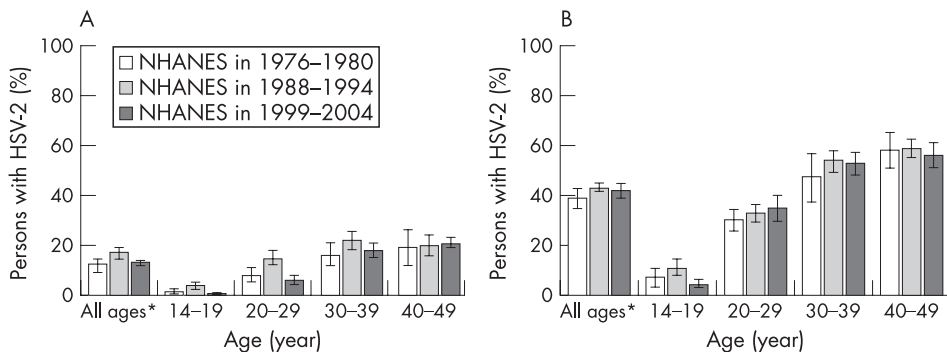 A
Persons with HSV-2 (%)
100
80
60
40
20
0
NHANES in 1976–1980
NHANES in 1988–1994
NHANES in 1999–2004
All ages* 14–19 20–29 30–39 40–49
Age (year)
B
Persons with HSV-2 (%)
100
80
60
40
20
0
All ages* 14–19 20–29 30–39 40–49
Age (year)